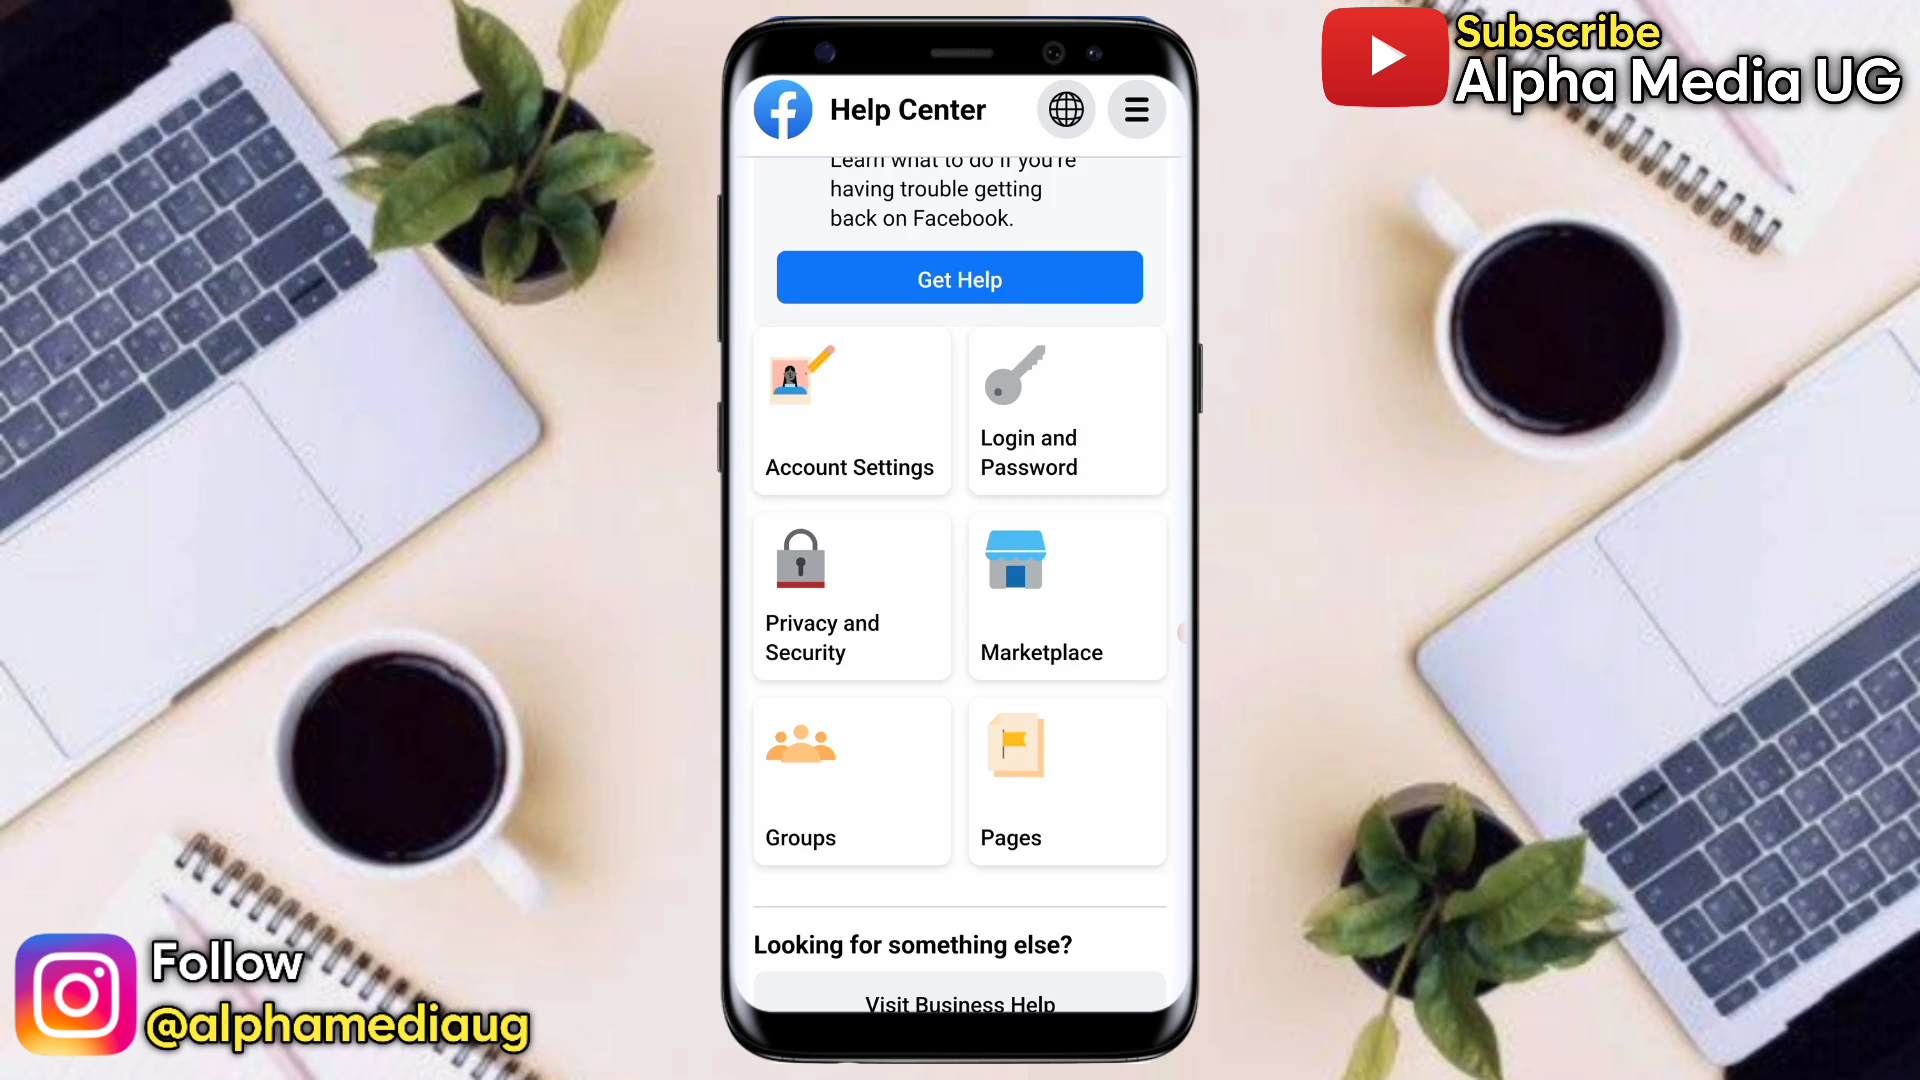 Subscribe
Alpha Media UG
Help Center
Learn what to do if you're
having trouble getting
back on Facebook.
Get Help
Account Settings
Login and
Password
Privacy and
Security
Marketplace
Groups
Pages
Looking for something else?
Visit Business Help
Follow
@alphamediaug